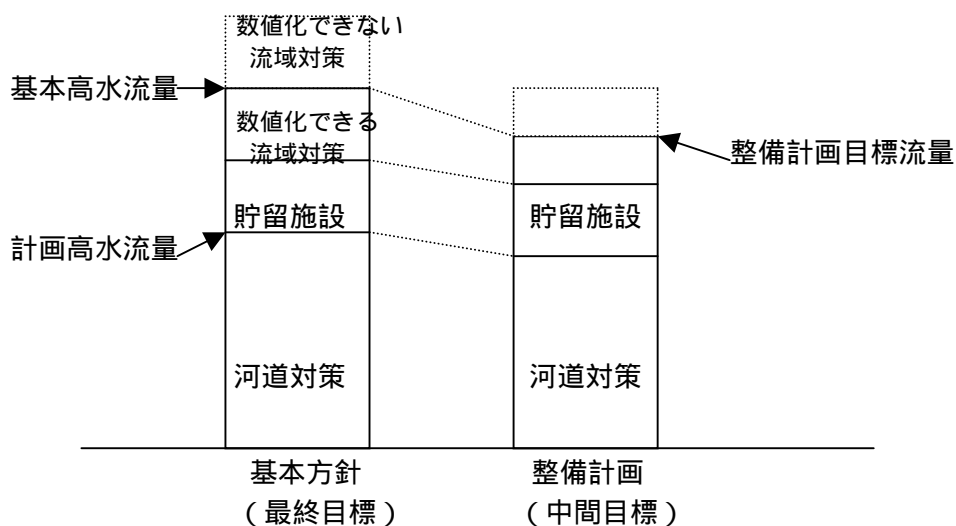 数値化できない
流域対策
基本高水流量
数値化できる
流域対策
整備計画目標流量
貯留施設
貯留施設
計画高水流量
河道対策
河道対策
基本方針
(最終目標)
整備計画
(中間目標)